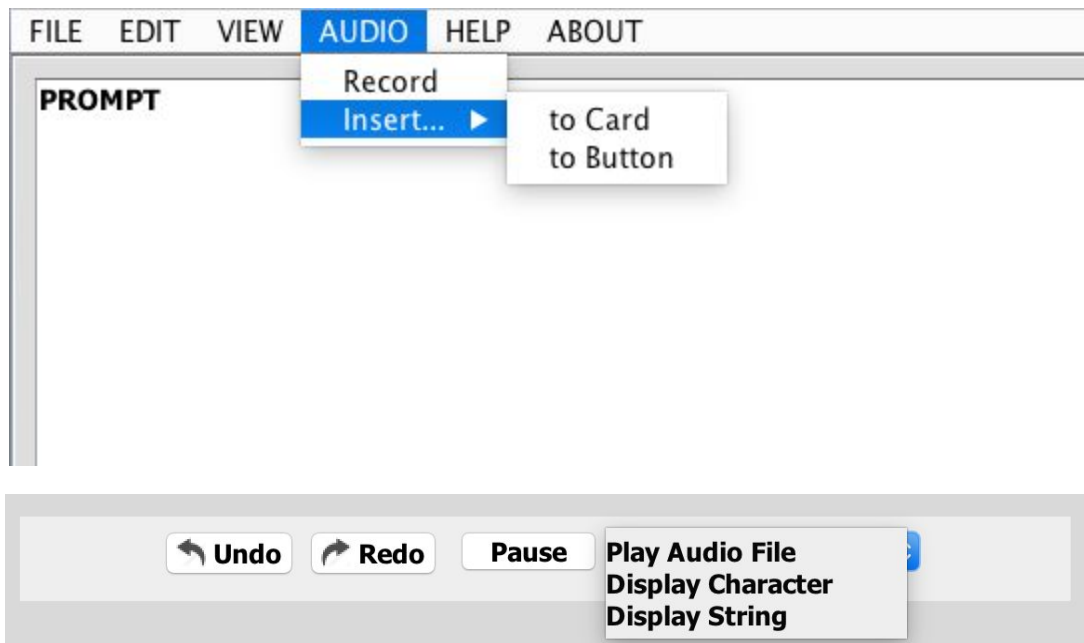 FILE EDIT VIEW AUDIO HELP ABOUT
Record
PROMPT
Insert...
to Card
to Button
Undo Redo Pause Play Audio File
Display Character
Display String